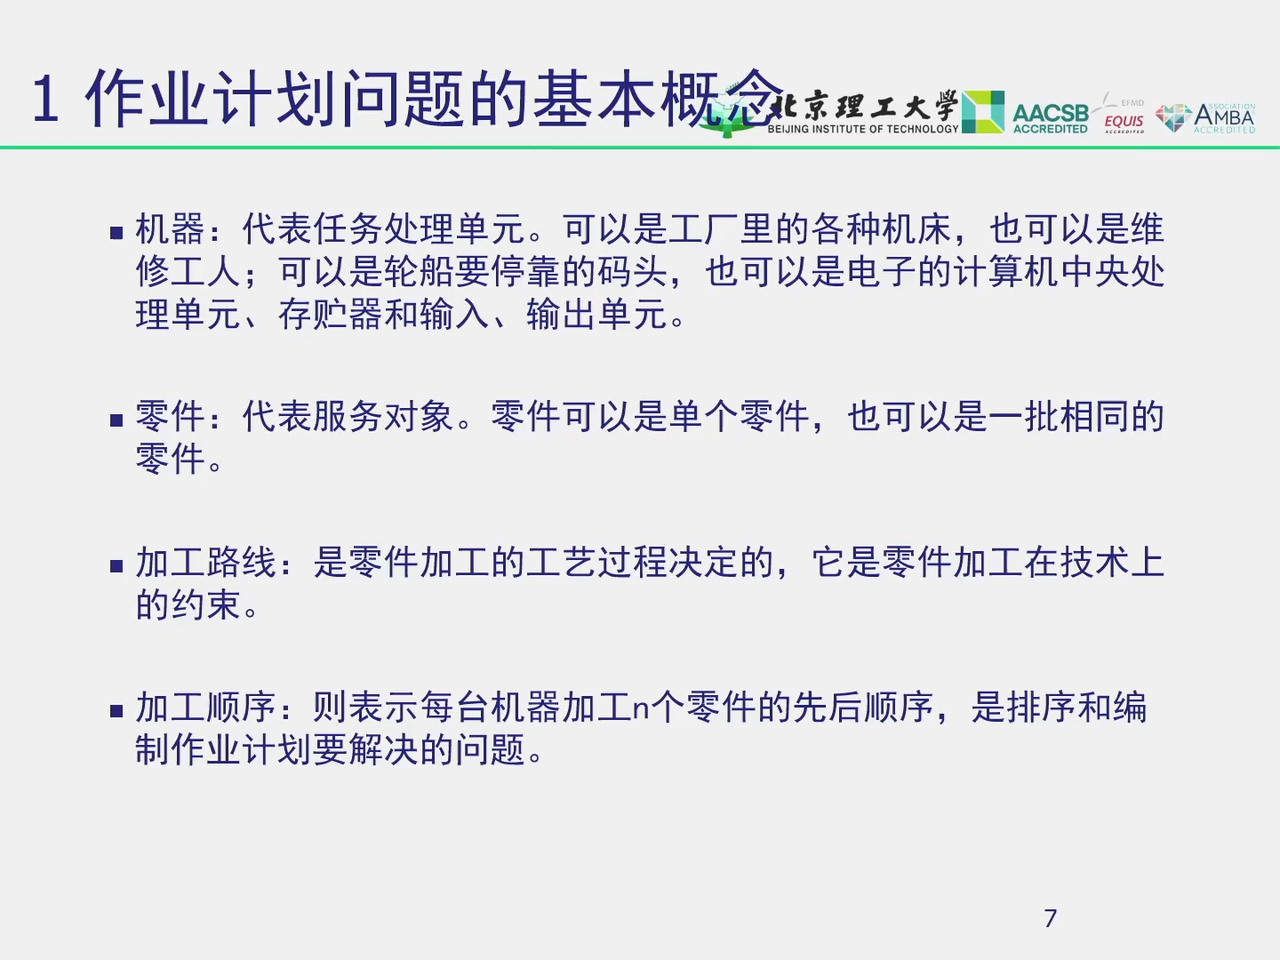 1 作业计划问题的基本概念
北京理工大学
BEIJING INSTITUTE OF TECHNOLOGY
AACSB
ACCREDITED
EFMD
EQUIS
ACCREDITED
ASSOCIATION
AMBA
ACCREDITED
机器：代表任务处理单元。可以是工厂里的各种机床，也可以是维
修工人；可以是轮船要停靠的码头，也可以是电子的计算机中央处
理单元、存贮器和输入、输出单元。
零件：代表服务对象。零件可以是单个零件，也可以是一批相同的
零件。
加工路线：是零件加工的工艺过程决定的，它是零件加工在技术上
的约束。
加工顺序：则表示每台机器加工n个零件的先后顺序，是排序和编
制作业计划要解决的问题。
7